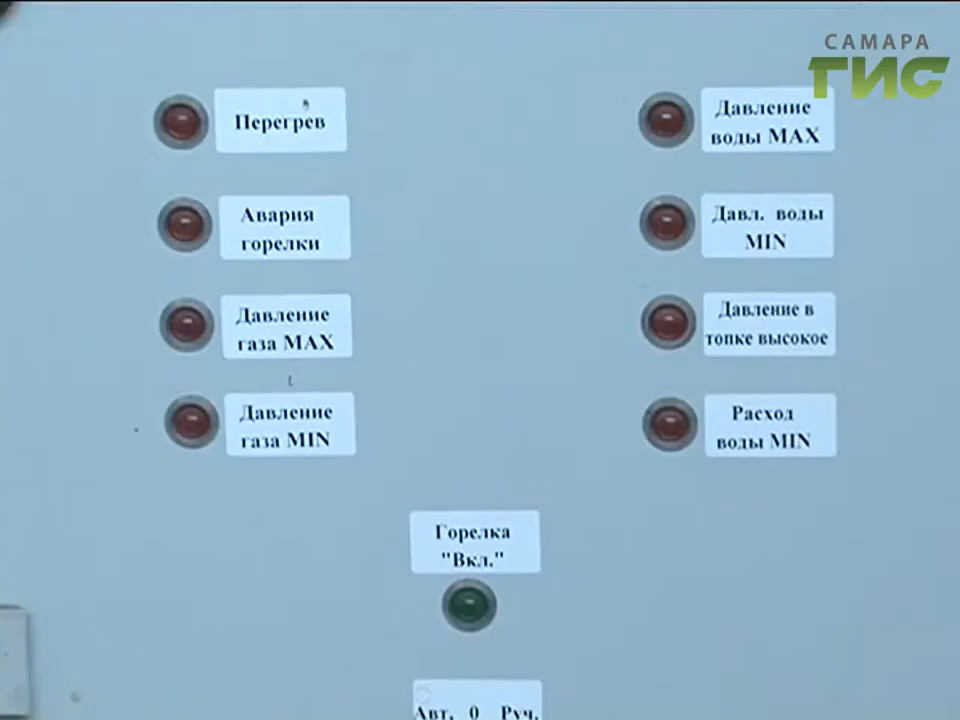 САМАРА
ГИС
Перегрев
Авария
горелки
Давление
газа MAX
Давление
газа MIN
Давление
воды MAX
Давл. воды
MIN
Давление в
топке высокое
Расход
воды MIN
Горелка
"Вкл."
Авт. 0 Руч.